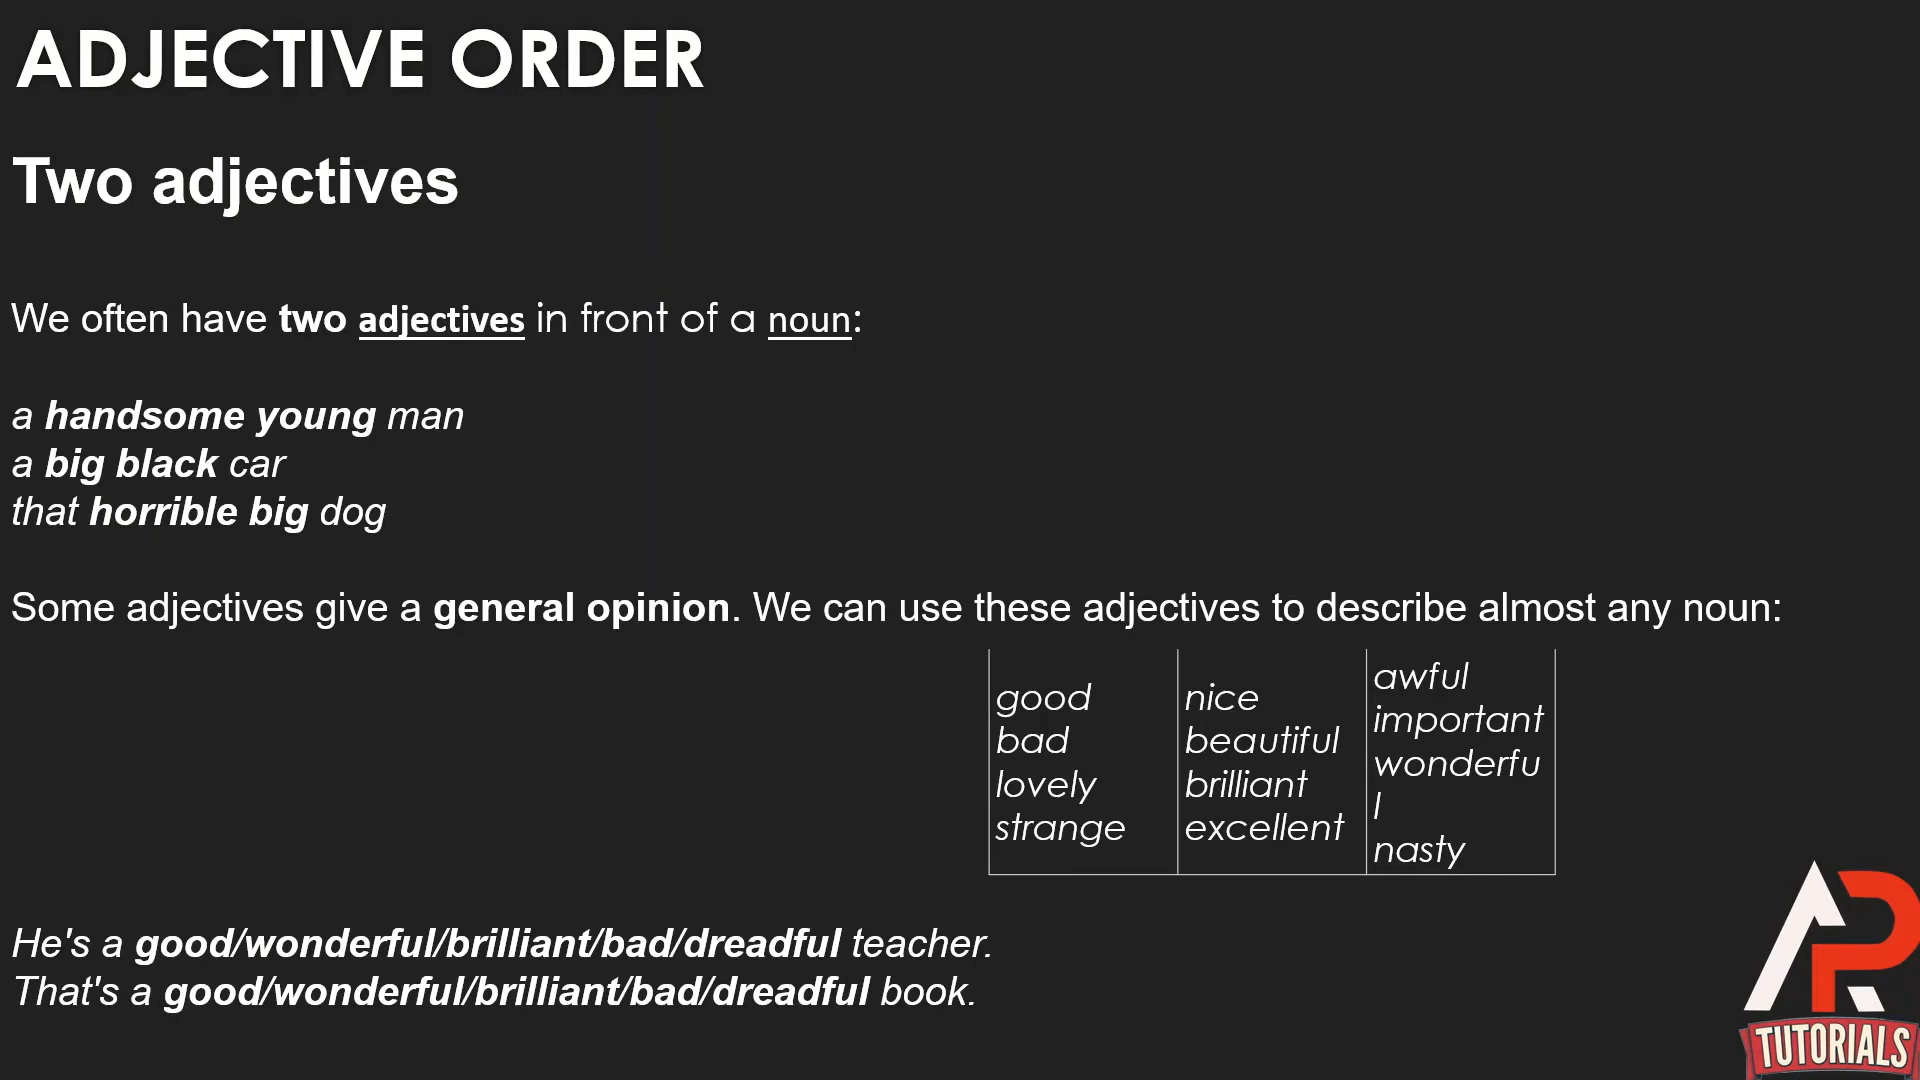 ADJECTIVE ORDER
Two adjectives
We often have two adjectives in front of a noun:
a handsome young man
a big black car
that horrible big dog
Some adjectives give a general opinion. We can use these adjectives to describe almost any noun:
good
bad
lovely
strange
nice
beautiful
brilliant
excellent
awful
important
wonderfu
l
nasty
He's a good/wonderful/brilliant/bad/dreadful teacher.
That's a good/wonderful/brilliant/bad/dreadful book.
AP
TUTORIALS